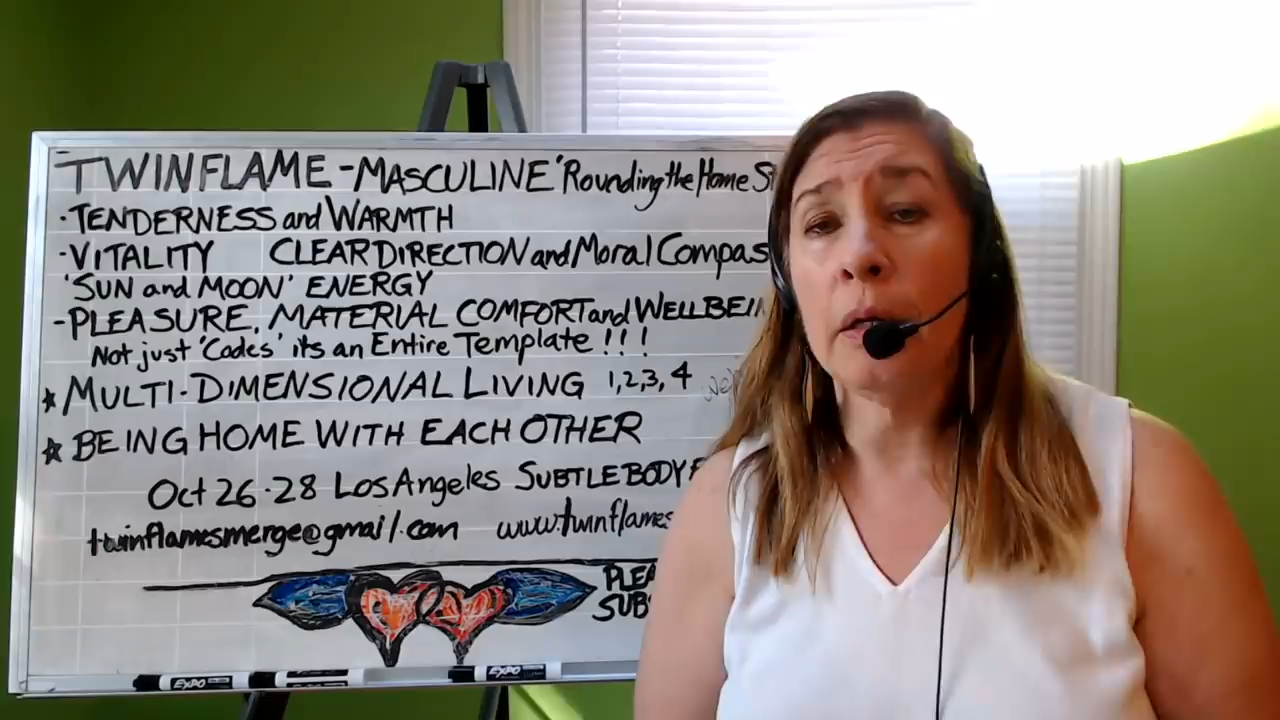 TWINFLAME - MASCULINE 'Rounding the Home
• TENDERNESS and WARMTH
• VITALITY CLEAR DIRECTION and Moral Compas
'SUN and MOON' ENERGY
- PLEASURE, MATERIAL COMFORT and WELLBEIN
Not just 'Codes' its an Entire Template!!!
★ MULTI-DIMENSIONAL LIVING 1,2,3, 4
★ BEING HOME WITH EACH OTHER
Oct 26-28 Los Angeles SUBTLE BODY
twinflamesmerge@gmail.com www.twinflames
PLEA
SUB
EXPO
EXPO